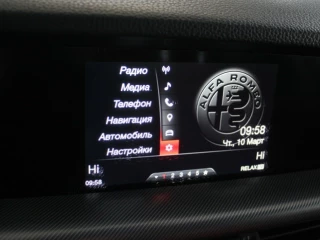 Радио
Медиа
Телефон
Навигация
Автомобиль
Настройки
ALFA ROMEO
09:58
Чт, 10 Март
Hi
Hi
09:58
RELAX